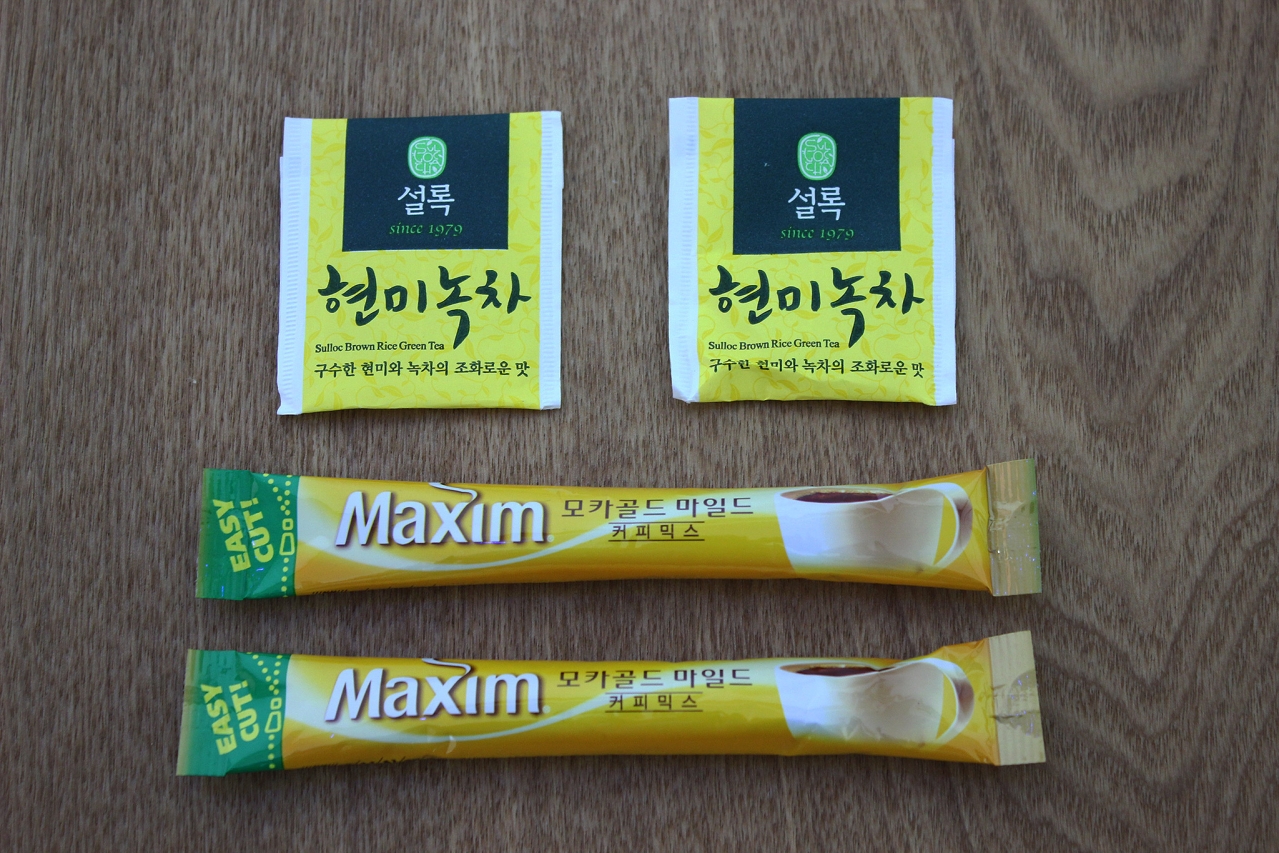 설록
since 1979
현미녹차
Sulloc Brown Rice Green Tea
구수한 현미와 녹차의 조화로운 맛
설록
since 1979
현미녹차
Sulloc Brown Rice Green Tea
구수한 현미와 녹차의 조화로운 맛
EASY
CUT!
Maxim
모카골드 마일드
커피믹스
EASY
CUT!
Maxim
모카골드 마일드
커피믹스